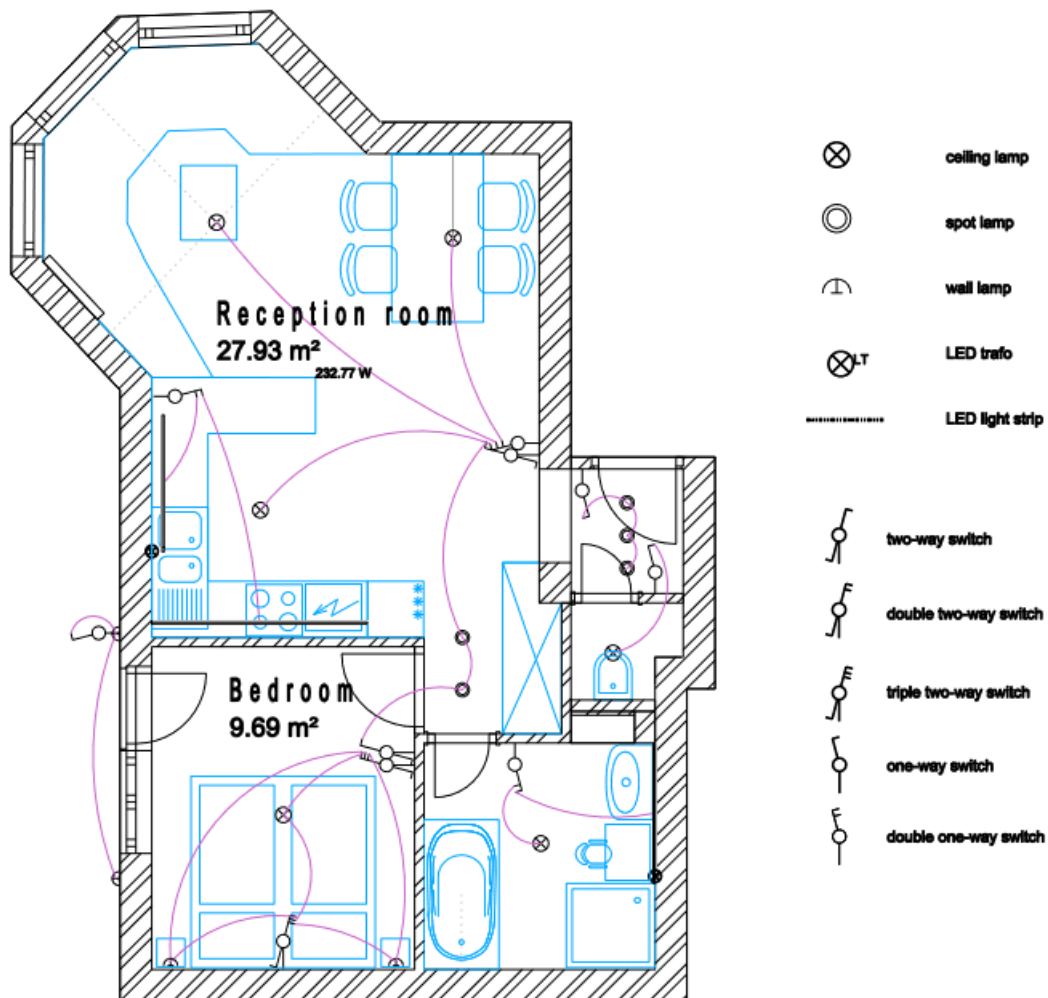 Reception room
27.93 m²
232.77 W
Bedroom
9.69 m²
ceiling lamp
spot lamp
wall lamp
LT
LED trafo
LED light strip
two-way switch
double two-way switch
triple two-way switch
one-way switch
double one-way switch